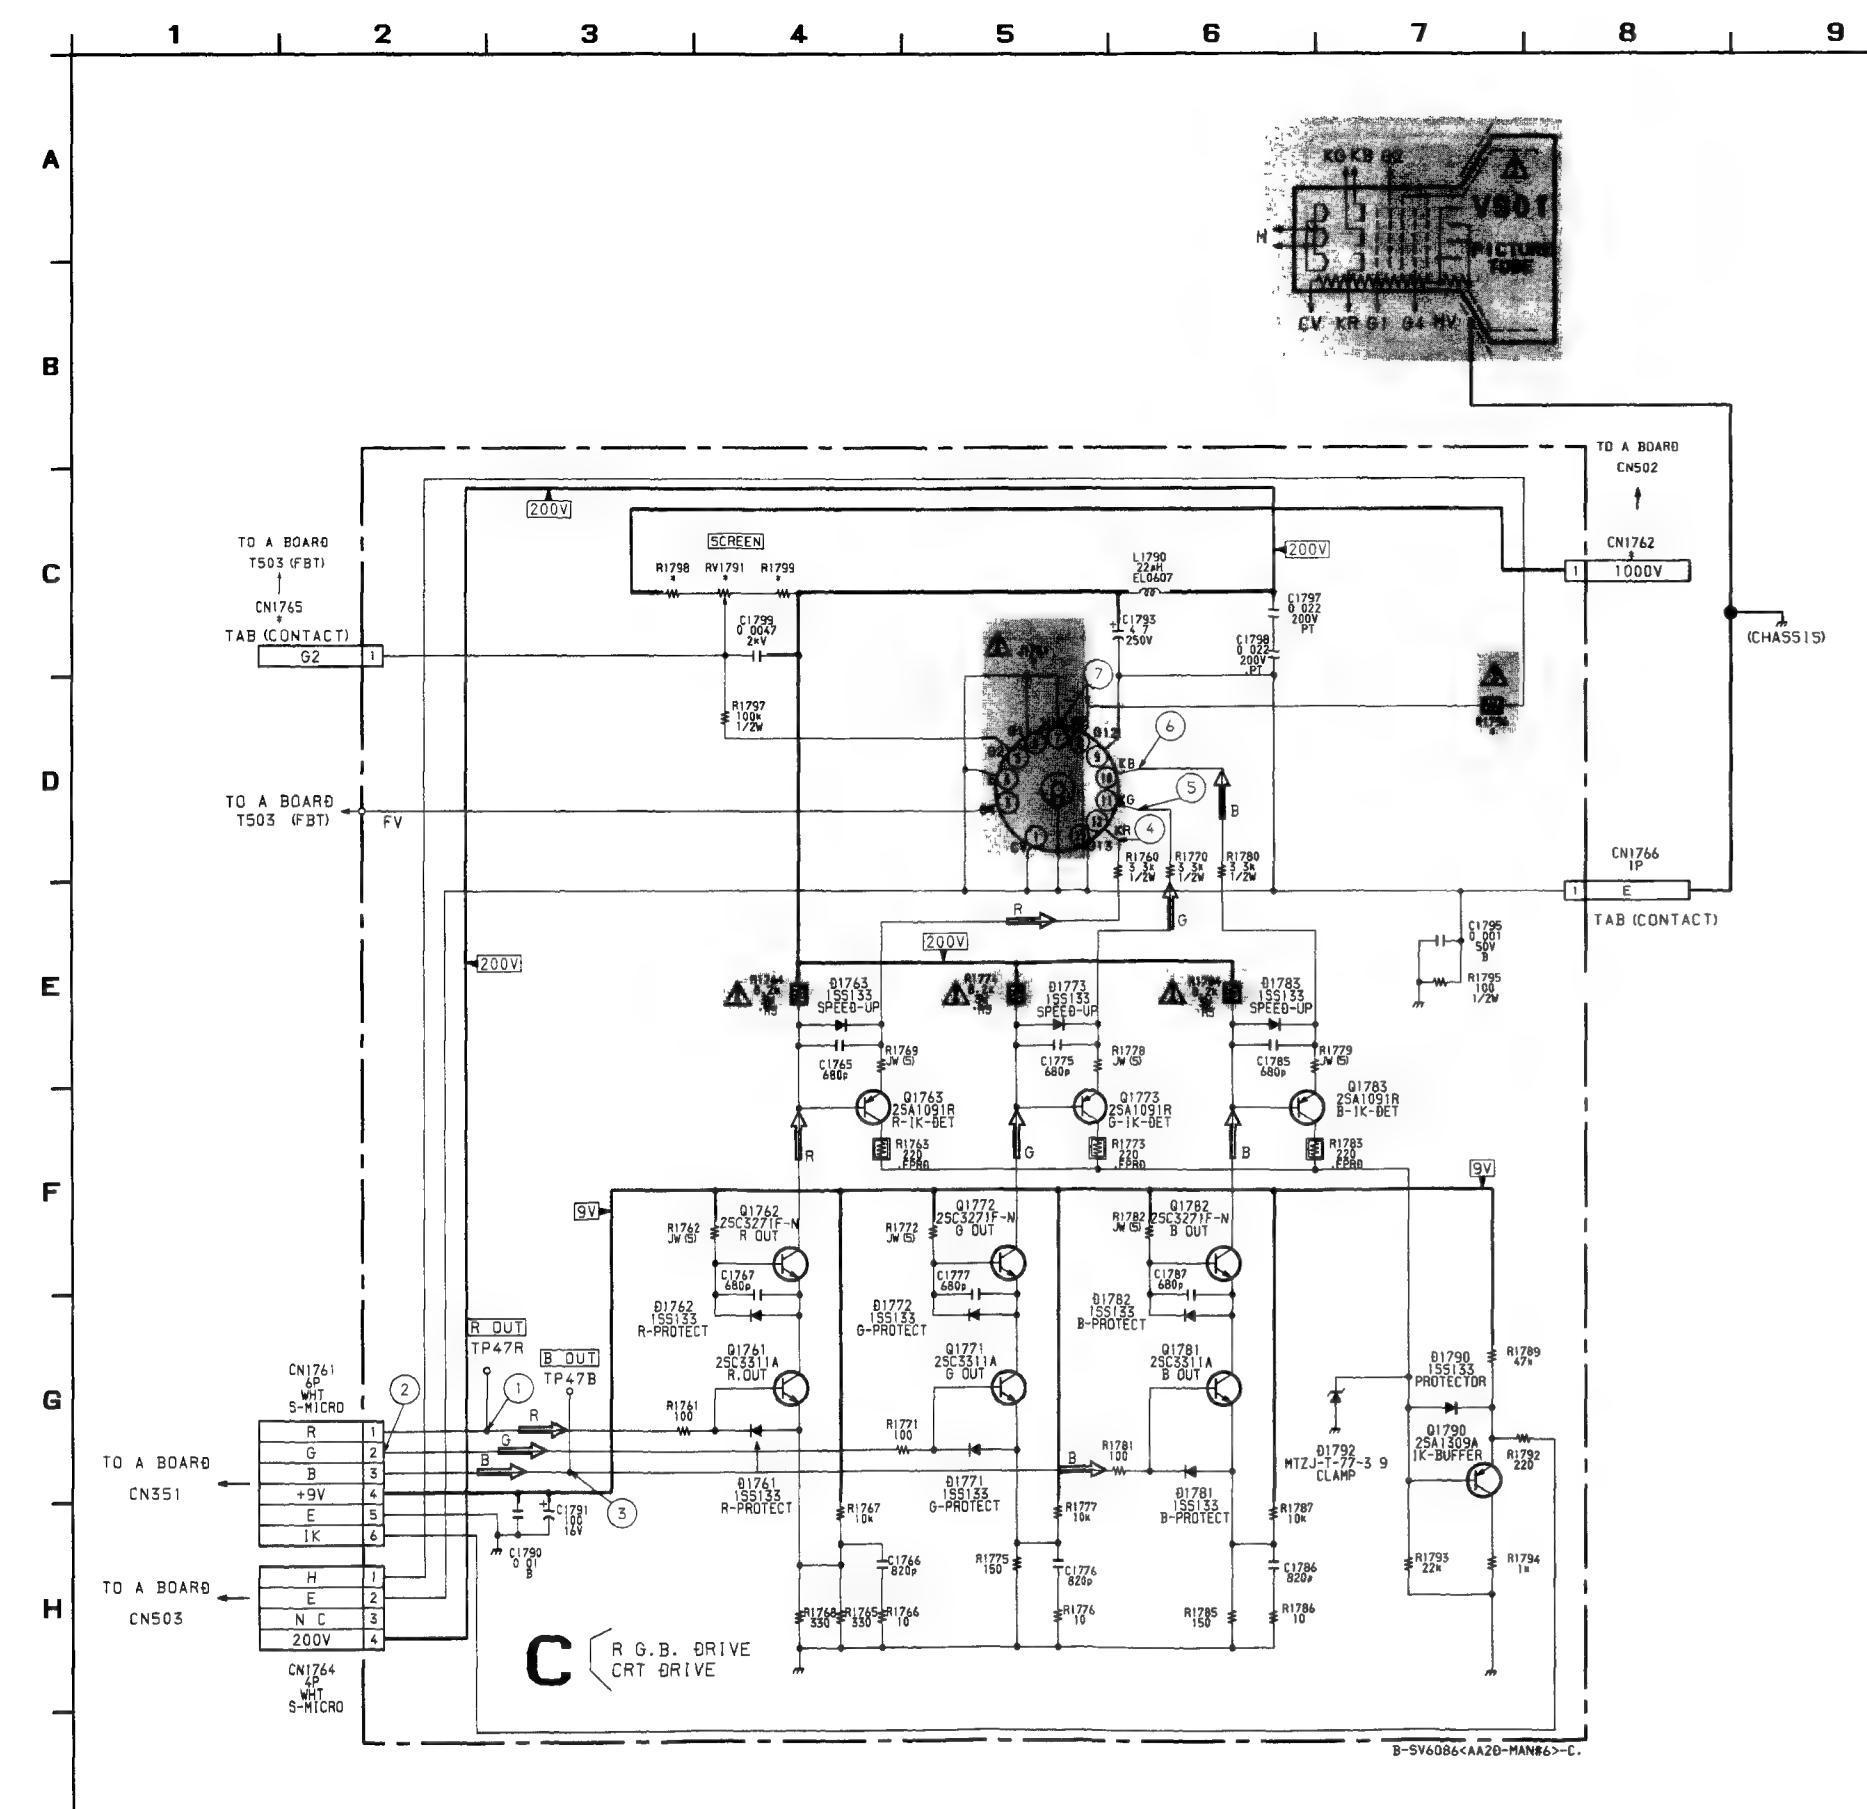 1 2 3 4 5 6 7 8 9
A
B
C
D
E
F
G
H
KG KB G2
V901
PICTURE
TUBE
H
CV KR G1 G4 HV
TO A BOARD
CN502
CN1762
*
1 1000V
(CHASSIS)
200V
SCREEN
R1798
*
RV1791
*
R1799
*
L1790
22μH
EL0607
200V
TO A BOARD
T503 (FBT)
CN1765
*
TAB (CONTACT)
G2 1
C1799
0.0047
2kV
C1793
4.7
250V
C1797
0.022
200V
PT
C1798
0.022
200V
.PT
R1797
100k
1/2W
7
6
5
4
G12
KB
KG
KR
B
9
10
11
12
TO A BOARD
T503 (FBT)
FV
R1760
3.3k
1/2W
R1770
3.3k
1/2W
R1780
3.3k
1/2W
CN1766
1P
1 E
TAB (CONTACT)
R
G
200V
200V
C1795
0.001
50V
B
R1795
100
1/2W
D1763
1SS133
SPEED-UP
D1773
1SS133
SPEED-UP
D1783
1SS133
SPEED-UP
C1765
680p
R1769
JW(5)
C1775
680p
R1778
JW(5)
C1785
680p
R1779
JW(5)
Q1763
2SA1091R
R-IK-DET
Q1773
2SA1091R
G-IK-DET
Q1783
2SA1091R
B-IK-DET
R
G
B
R1763
220
.FPRD
R1773
220
.FPRD
R1783
220
.FPRD
9V
9V
R1762
JW(5)
Q1762
2SC3271F-N
R OUT
R1772
JW(5)
Q1772
2SC3271F-N
G OUT
R1782
JW(5)
Q1782
2SC3271F-N
B OUT
C1767
680p
C1777
680p
C1787
680p
D1762
1SS133
R-PROTECT
D1772
1SS133
G-PROTECT
D1782
1SS133
B-PROTECT
R OUT
TP47R
B OUT
TP47B
Q1761
2SC3311A
R.OUT
Q1771
2SC3311A
G OUT
Q1781
2SC3311A
B OUT
D1790
1SS133
PROTECTOR
R1789
47k
CN1761
6P
WHT
S-MICRO
2
1
3
R
G
B
B
R1761
100
R1771
100
R1781
100
Q1790
2SA1309A
IK-BUFFER
R1792
220
D1792
MTZJ-T-77-3 9
CLAMP
TO A BOARD
CN351
R 1
G 2
B 3
+9V 4
E 5
IK 6
D1761
1SS133
R-PROTECT
D1771
1SS133
G-PROTECT
D1781
1SS133
B-PROTECT
C1790
0.01
B
C1791
100
16V
R1767
10k
R1777
10k
R1787
10k
C1766
820p
R1775
150
C1776
820p
C1786
820p
R1793
22k
R1794
1k
TO A BOARD
CN503
H 1
E 2
N C 3
200V 4
R1768
330
R1765
330
R1766
10
R1776
10
R1785
150
R1786
10
CN1764
4P
WHT
S-MICRO
C
R G.B. DRIVE
CRT DRIVE
B-SV6086<AA2D-MAN#6>-C.